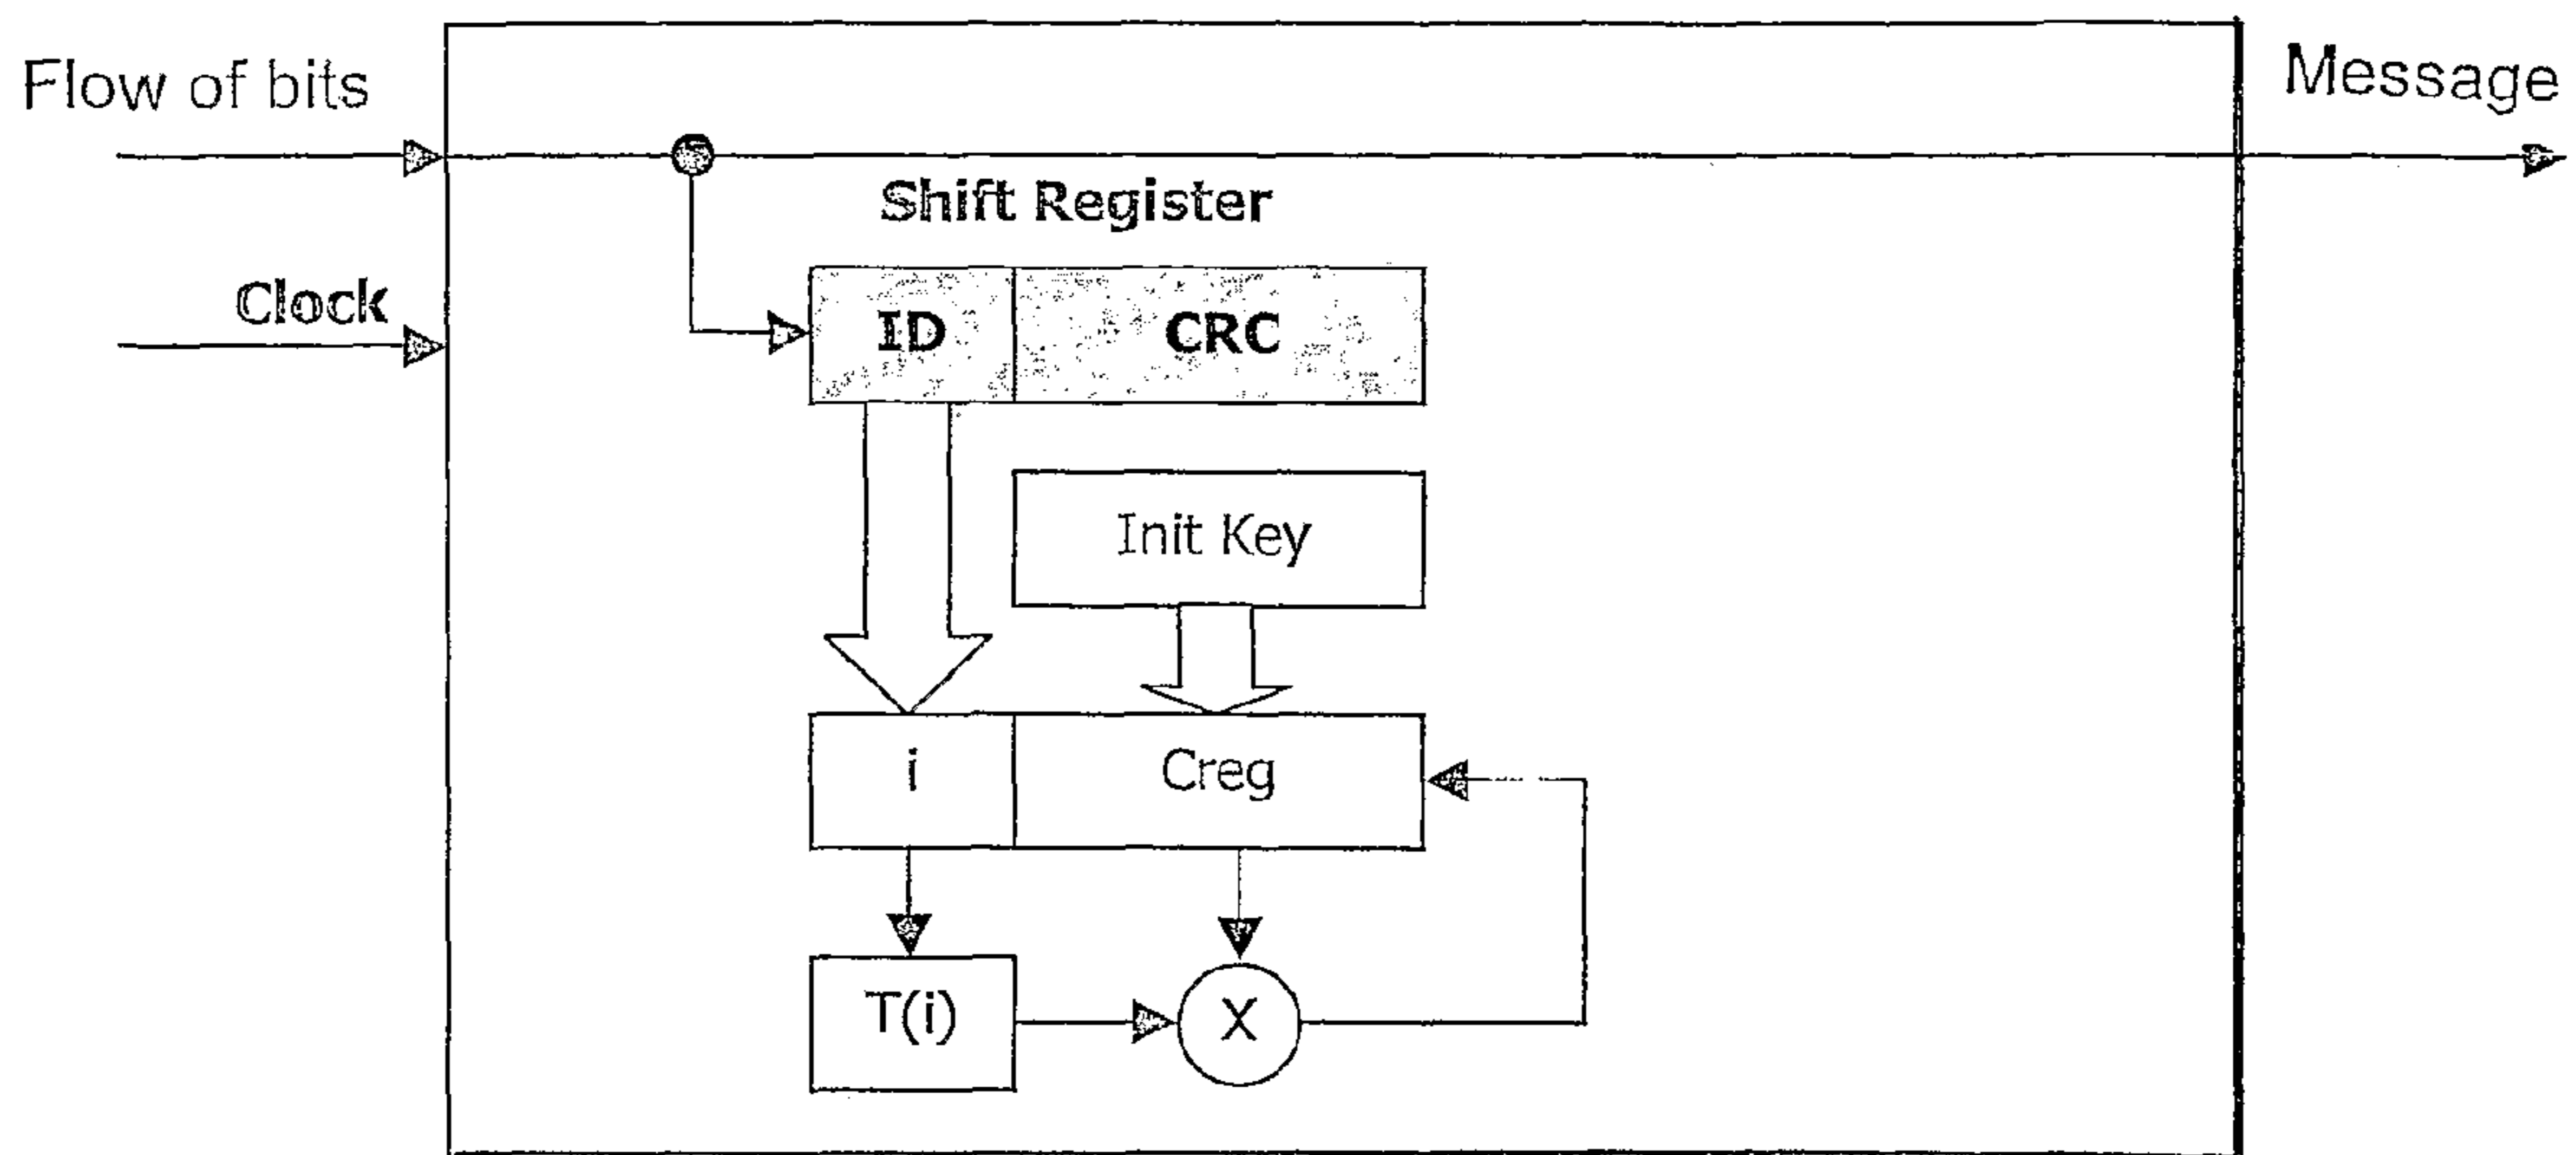 Flow of bits
Message
Shift Register
Clock
ID
CRC
Init Key
i
Creg
T(i)
X